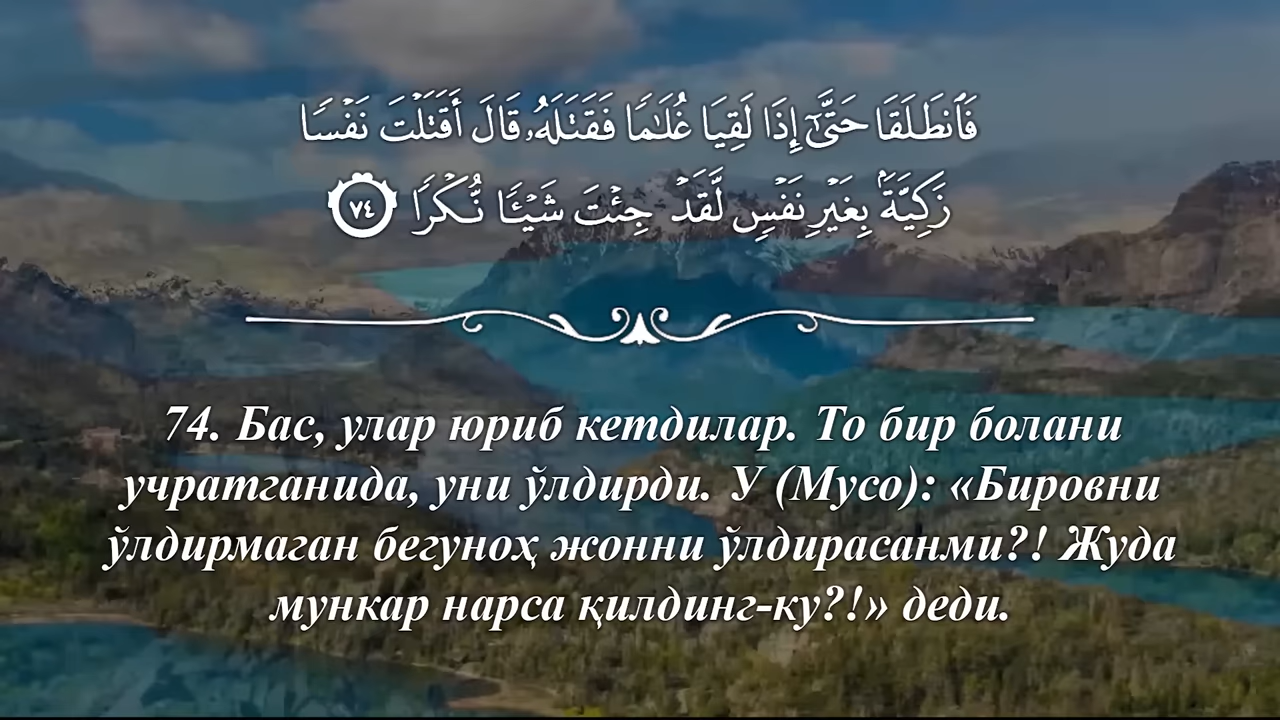 فَٱنطَلَقَا حَتَّىٰٓ إِذَا لَقِيَا غُلَـٰمًا فَقَتَلَهُۥ قَالَ أَقَتَلْتَ نَفْسًا
زَكِيَّةًۢ بِغَيْرِ نَفْسٍ لَّقَدْ جِئْتَ شَيْـًٔا نُّكْرًا ٧٤
74. Бас, улар юриб кетдилар. То бир болани
учратганида, уни ўлдирди. У (Мусо): «Бировни
ўлдирмаган бегуноҳ жонни ўлдирасанми?! Жуда
мункар нарса қилдинг-ку?!» деди.